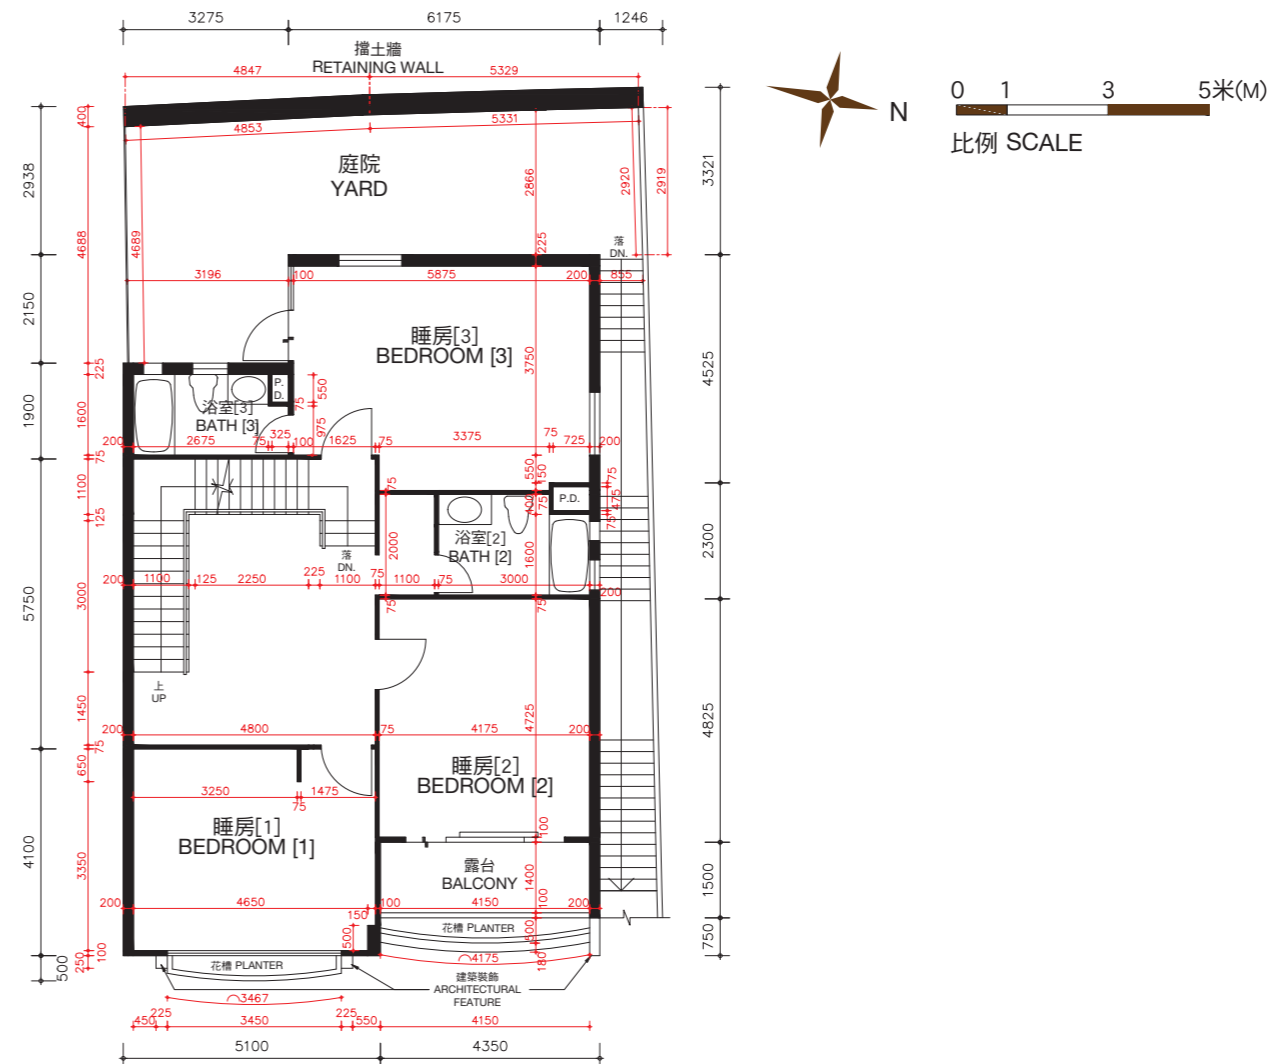 3275 6175 1246
擋土牆
RETAINING WALL
4847 5329
4853 5331
400
2938
4688
4689
庭院
YARD
2866
2920
2919
3321
225
落
DN.
3196 100 5875 200 855
2150
睡房[3]
BEDROOM [3]
3750
4525
225
P.
D.
550
75
浴室[3]
BATH [3]
975
1900
1600
200 2675 75 325 100 1625 75 3375 75 725 200
75
550
150
75
1100
75
400
75
P.D.
475
75
125
浴室[2]
BATH [2]
2000
1600
2300
落
DN.
200 1100 125 2250 225 1100 75 1100 75 3000 200
3000
5750
75
75
上
UP
1450
4825
4725
200 4800 75 4175 200
75
650
睡房[2]
BEDROOM [2]
3250 75 1475
睡房[1]
BEDROOM [1]
100
4100
3350
露台
BALCONY
1400
1500
200 4650 100 4150 200
150
100
500
花槽 PLANTER
500
750
100
250
500
花槽 PLANTER
4175
180
建築裝飾
ARCHITECTURAL
FEATURE
3467
450 225 3450 225 550 4150
5100 4350
N
0 1 3 5米(M)
比例 SCALE